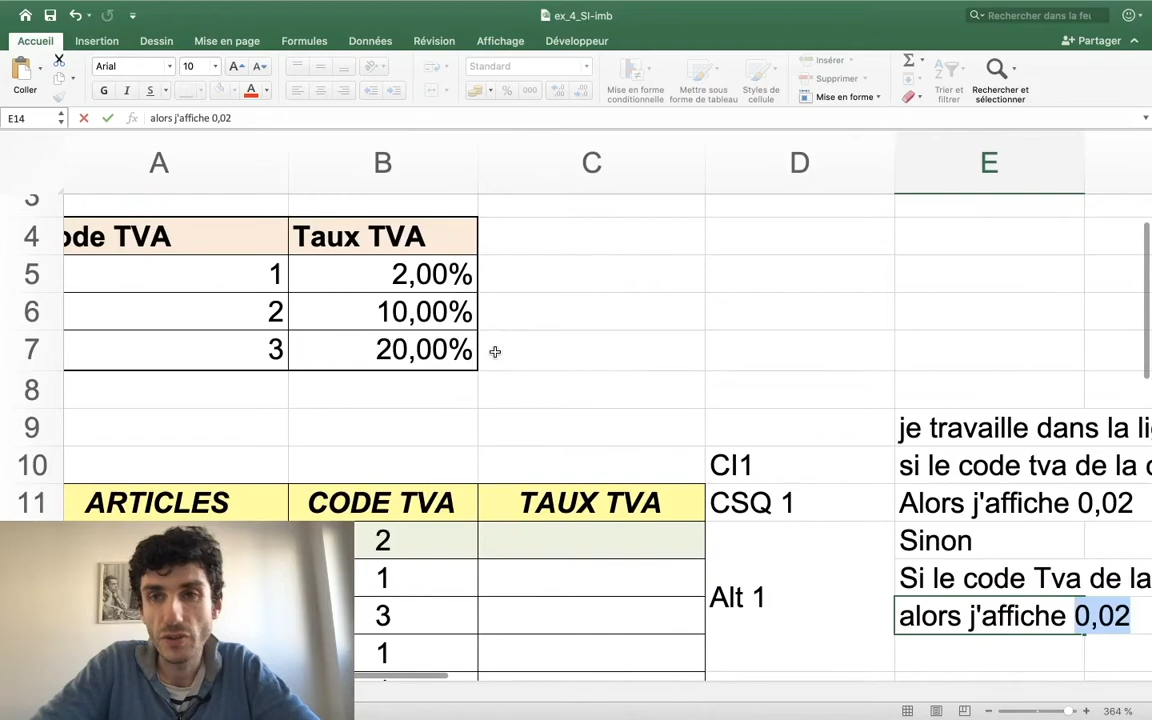 ex_4_SI-imb
Rechercher dans la feu
Accueil Insertion Dessin Mise en page Formules Données Révision Affichage Développeur Partager
Coller
Arial 10
G I S A
Standard
% 000
Mise en forme conditionnelle
Mettre sous forme de tableau
Styles de cellule
Insérer
Supprimer
Mise en forme
Trier et filtrer
Rechercher et sélectionner
E14 fx alors j'affiche 0,02
A B C D E
3
4 ode TVA Taux TVA
5 1 2,00%
6 2 10,00%
7 3 20,00%
8
9 je travaille dans la li
10 CI1 si le code tva de la c
11 ARTICLES CODE TVA TAUX TVA CSQ 1 Alors j'affiche 0,02
2 Sinon
1 Si le code Tva de la
Alt 1
3 alors j'affiche 0,02
1
364 %